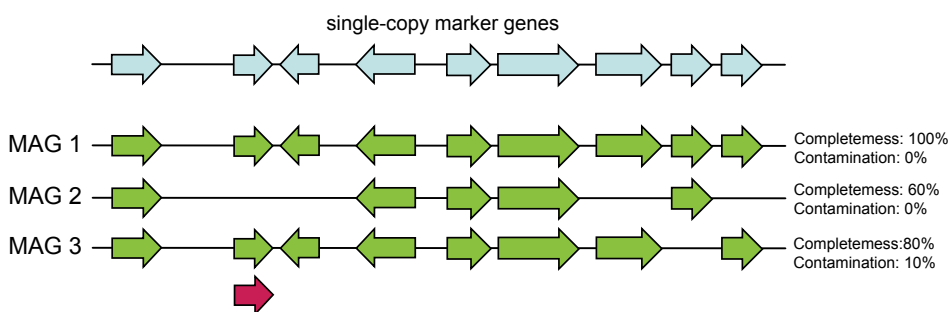 single-copy marker genes
MAG 1
Completemess: 100%
Contamination: 0%
MAG 2
Completemess: 60%
Contamination: 0%
MAG 3
Completemess:80%
Contamination: 10%